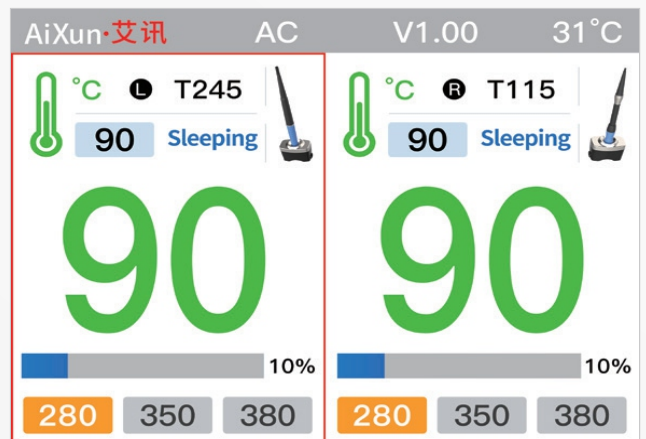 AiXun·艾讯 AC V1.00 31°C
°C L T245
90 Sleeping
90
10%
280 350 380
°C R T115
90 Sleeping
90
10%
280 350 380